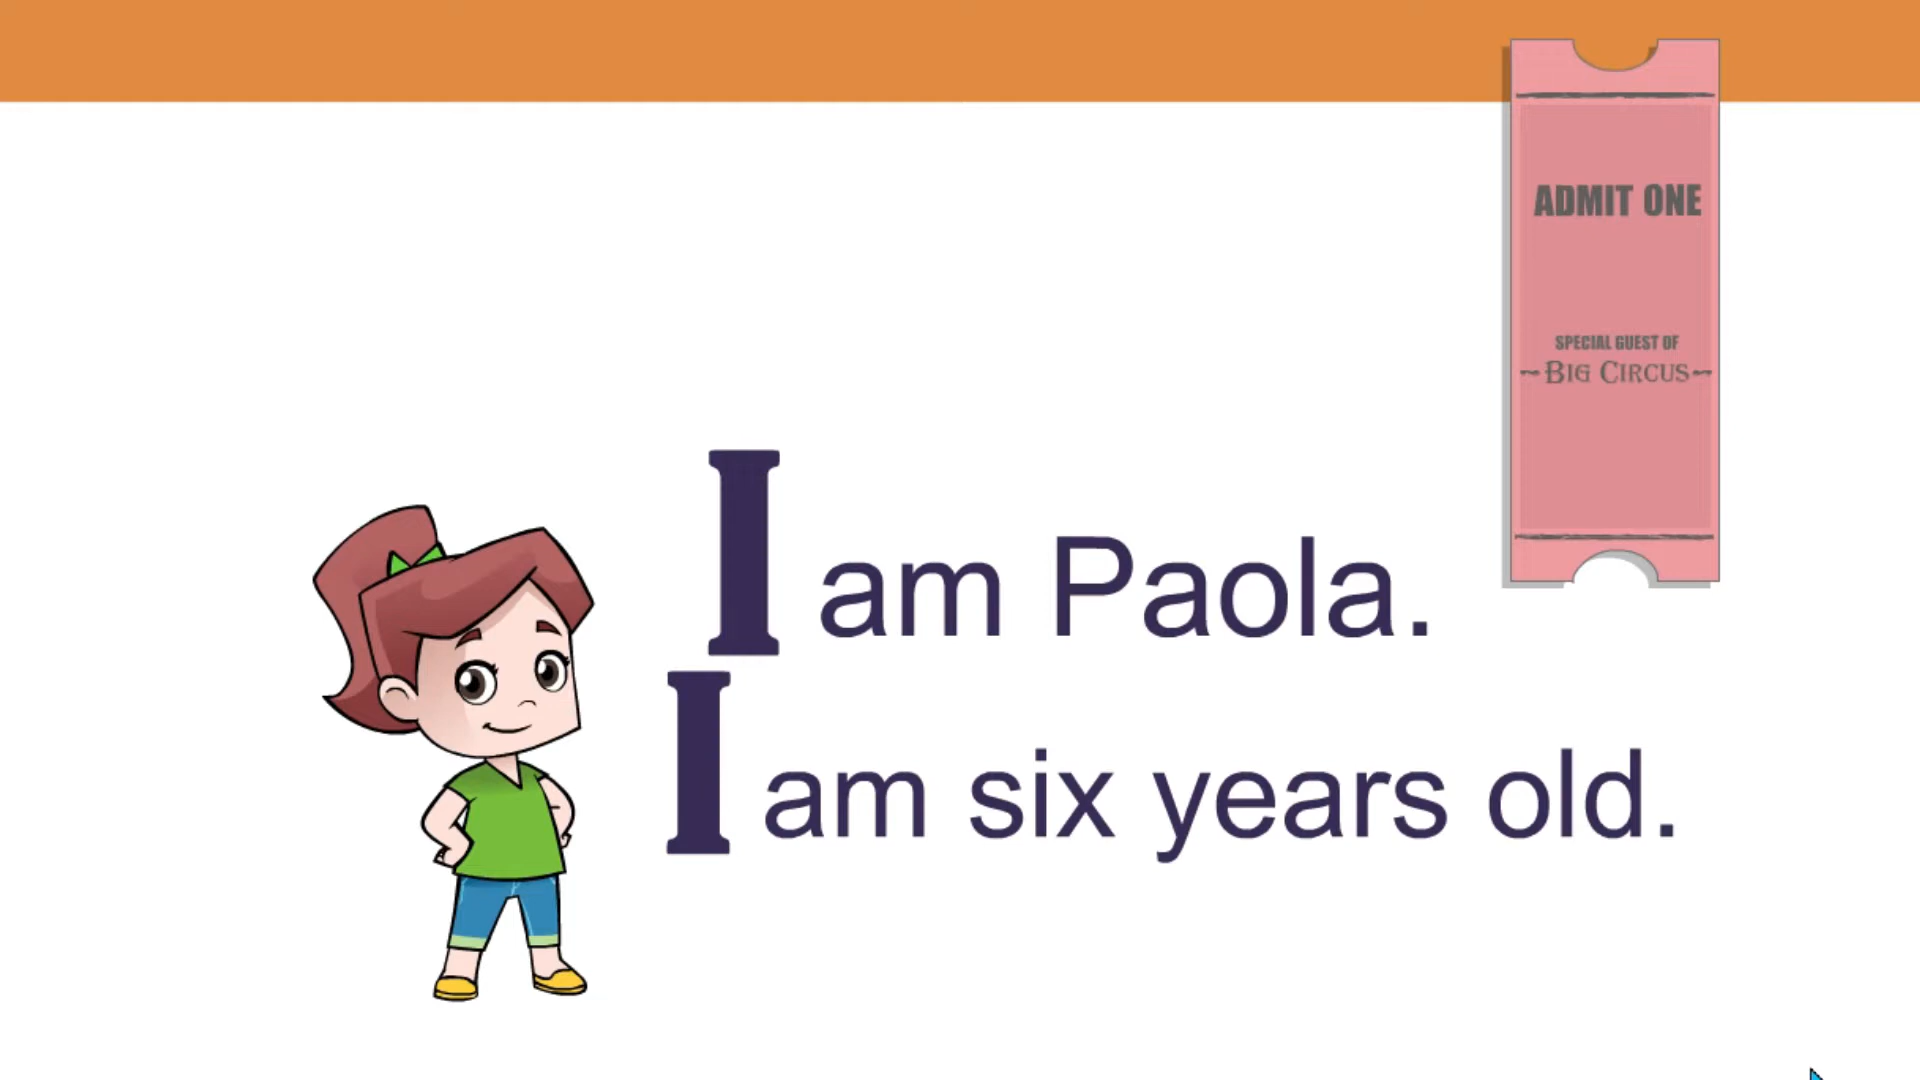 ADMIT ONE
SPECIAL GUEST OF
BIG CIRCUS
I am Paola.
I am six years old.